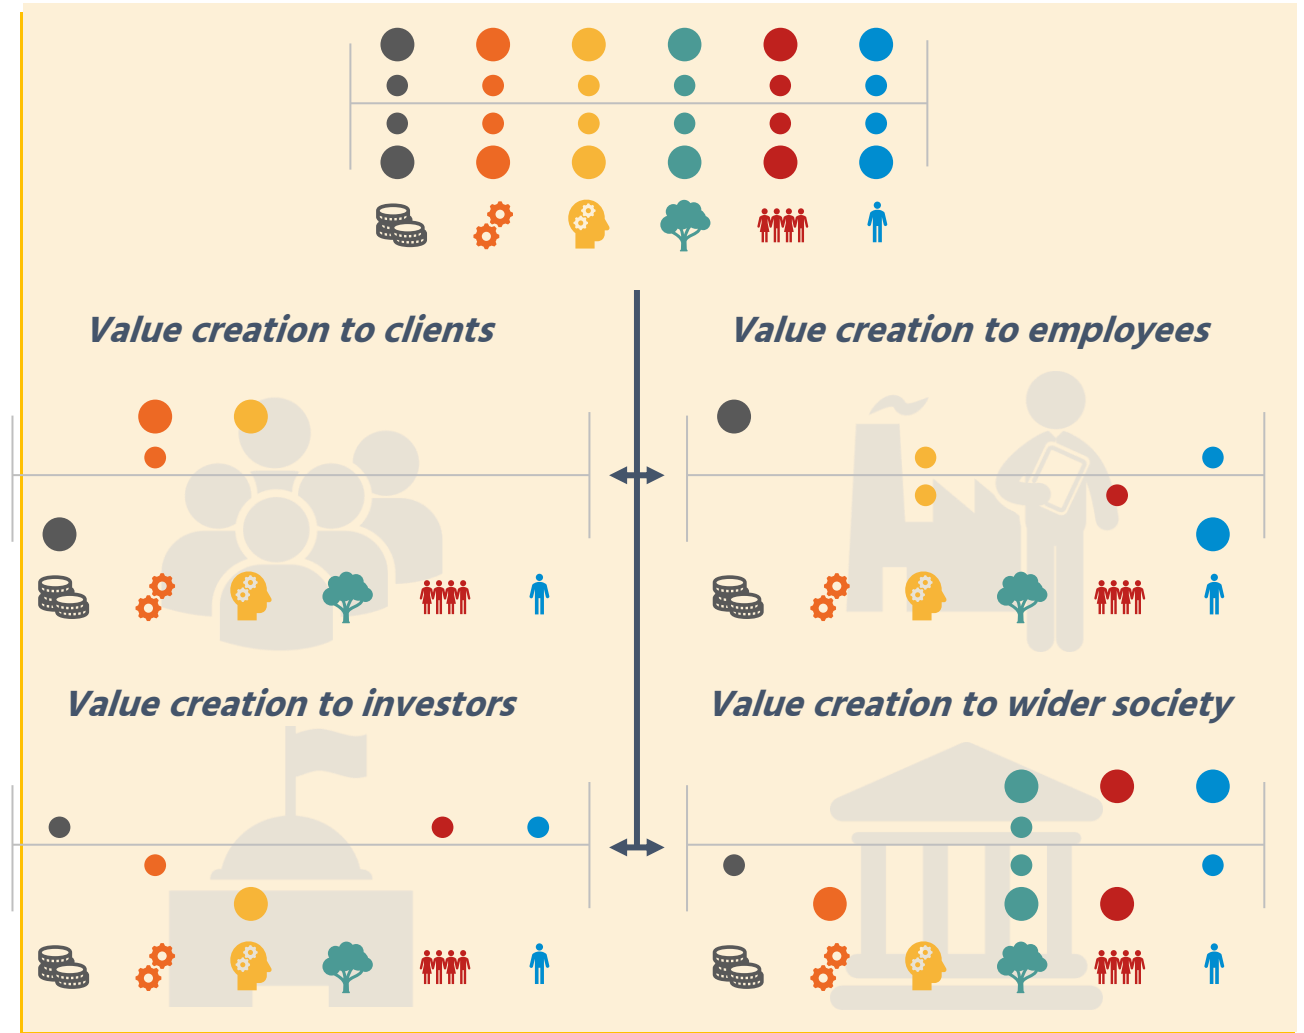 Value creation to clients
Value creation to employees
Value creation to investors
Value creation to wider society